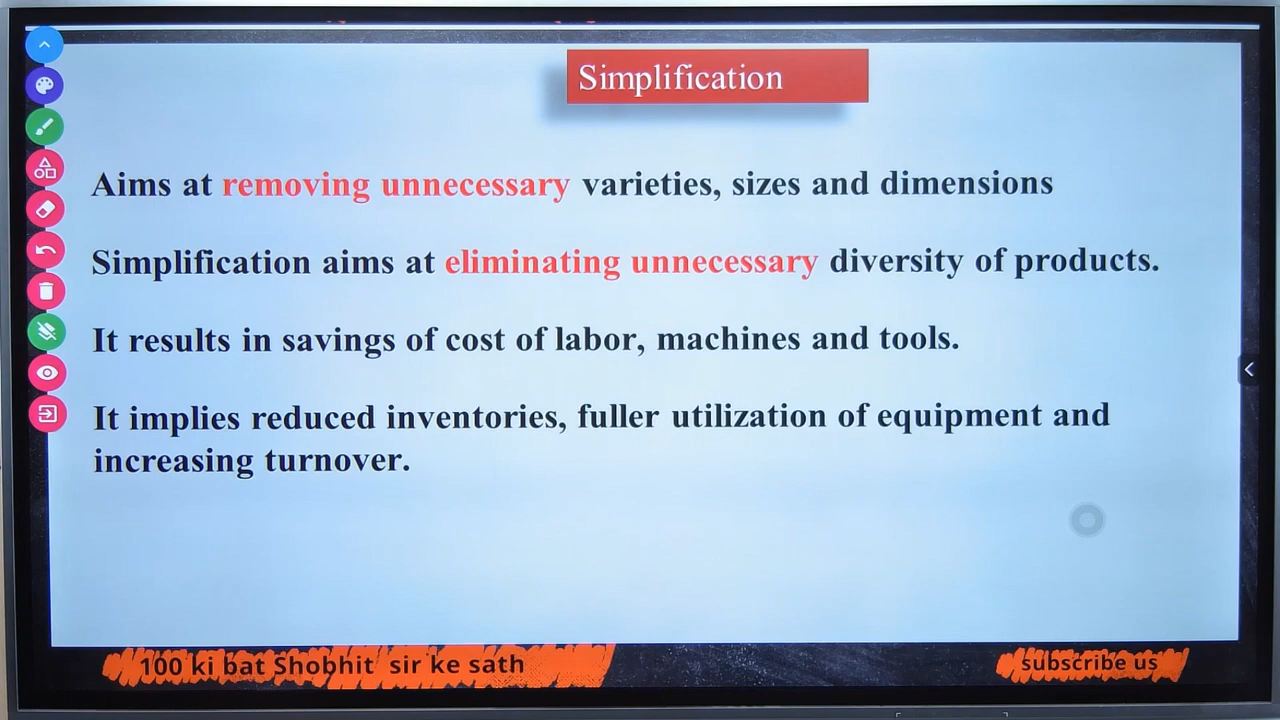 Simplification
Aims at removing unnecessary varieties, sizes and dimensions
Simplification aims at eliminating unnecessary diversity of products.
It results in savings of cost of labor, machines and tools.
It implies reduced inventories, fuller utilization of equipment and
increasing turnover.
100 ki bat Shobhit sir ke sath
subscribe us